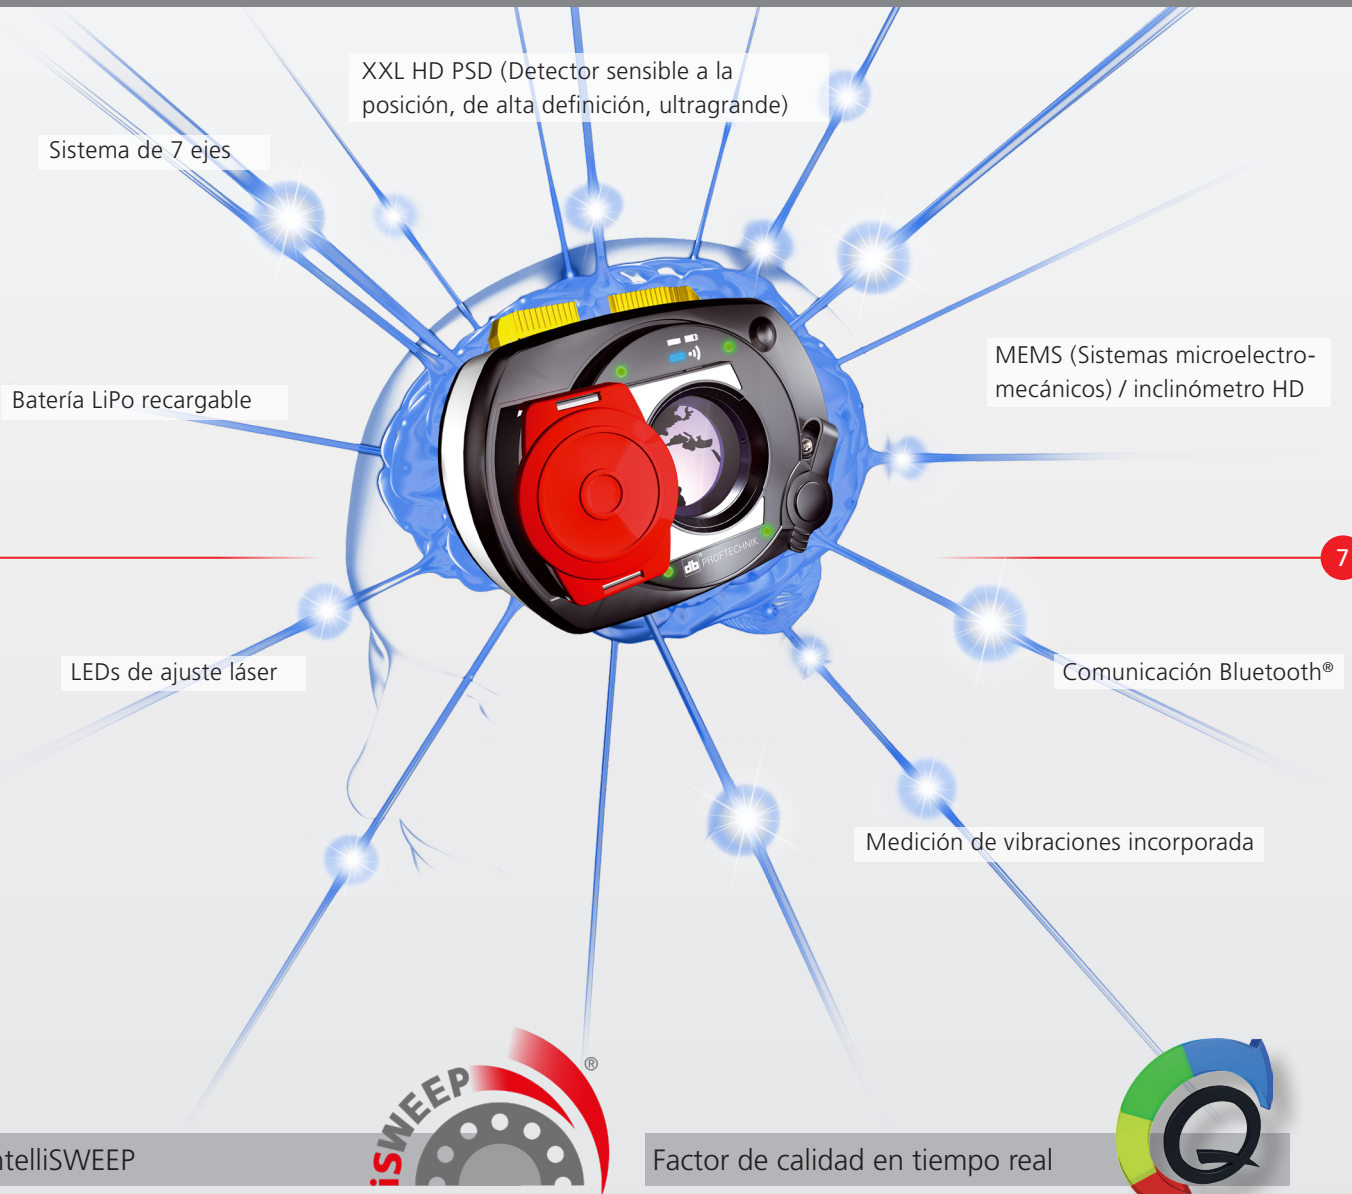 XXL HD PSD (Detector sensible a la
posición, de alta definición, ultragrande)
Sistema de 7 ejes
MEMS (Sistemas microelectro-
mecánicos) / inclinómetro HD
Batería LiPo recargable
db® PRÜFTECHNIK
7
LEDs de ajuste láser
Comunicación Bluetooth®
Medición de vibraciones incorporada
iSWEEP ®
ntelliSWEEP
Factor de calidad en tiempo real
Q